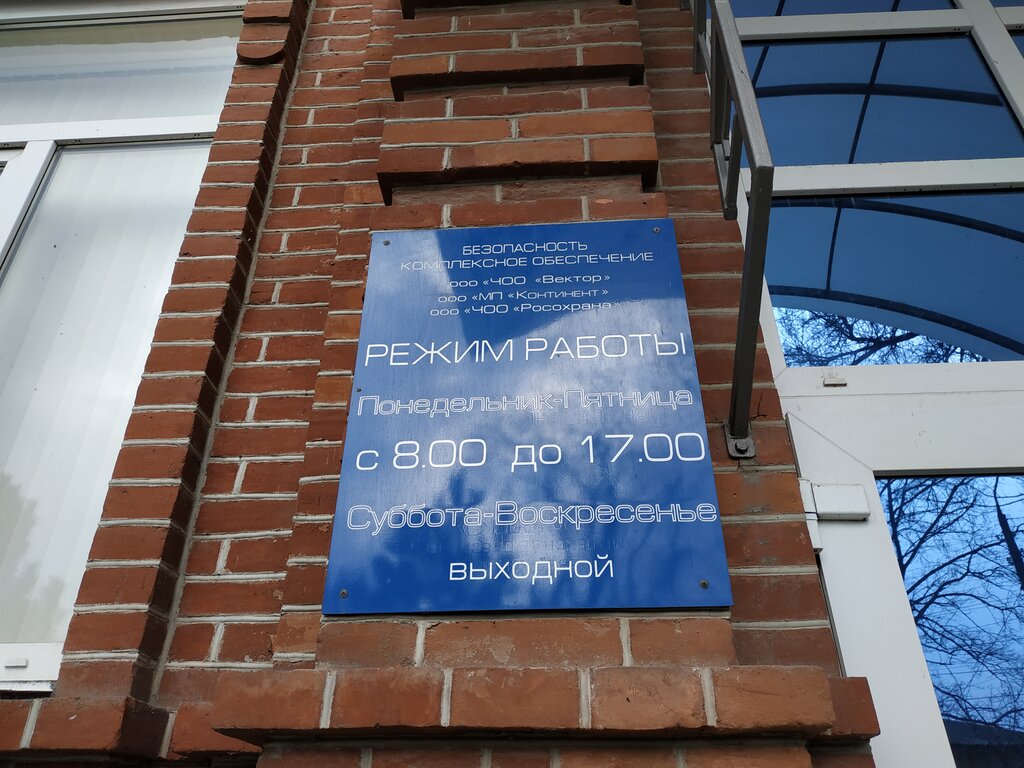 БЕЗОПАСНОСТЬ
КОМПЛЕКСНОЕ ОБЕСПЕЧЕНИЕ
ООО «ЧОО «Вектор»
ООО «МП «Континент»
ООО «ЧОО «Росохрана»
РЕЖИМ РАБОТЫ
Понедельник-Пятница
с 8.00 до 17.00
Суббота-Воскресенье
выходной